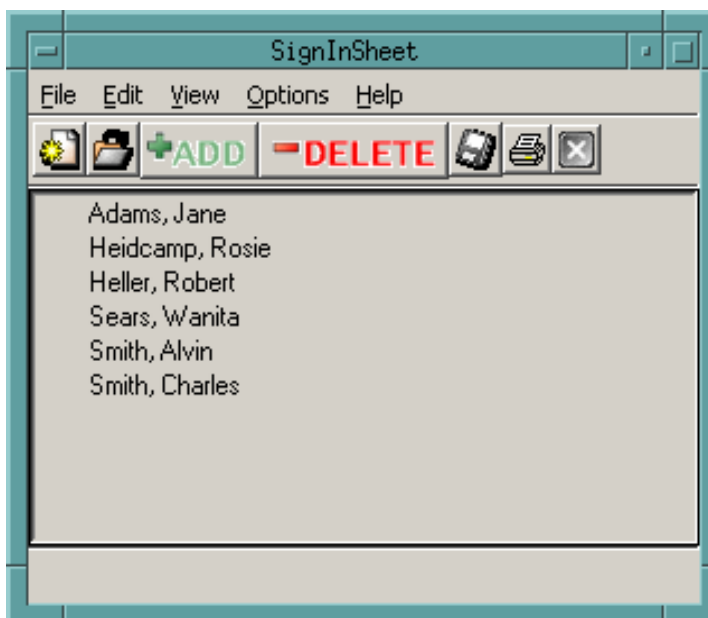 SignInSheet
File Edit View Options Help
ADD DELETE
Adams, Jane
Heidcamp, Rosie
Heller, Robert
Sears, Wanita
Smith, Alvin
Smith, Charles